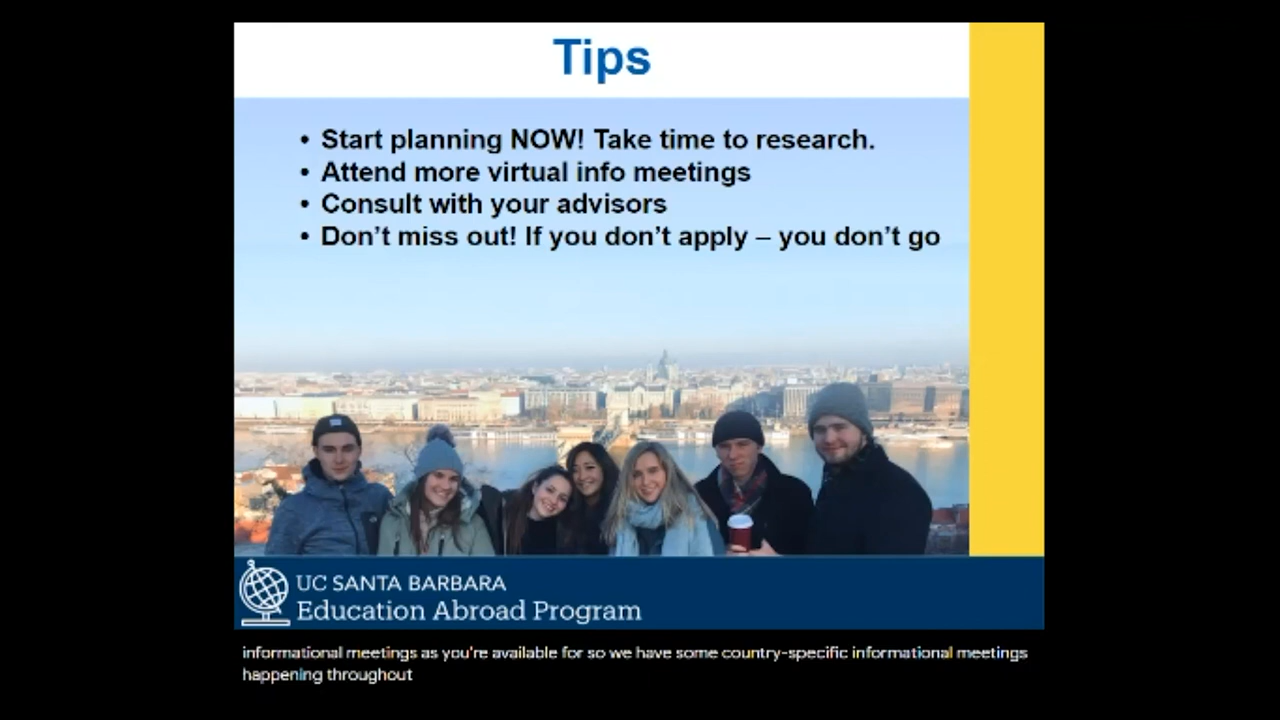 Tips
• Start planning NOW! Take time to research.
• Attend more virtual info meetings
• Consult with your advisors
• Don't miss out! If you don't apply – you don't go
UC SANTA BARBARA
Education Abroad Program
informational meetings as you're available for so we have some country-specific informational meetings
happening throughout